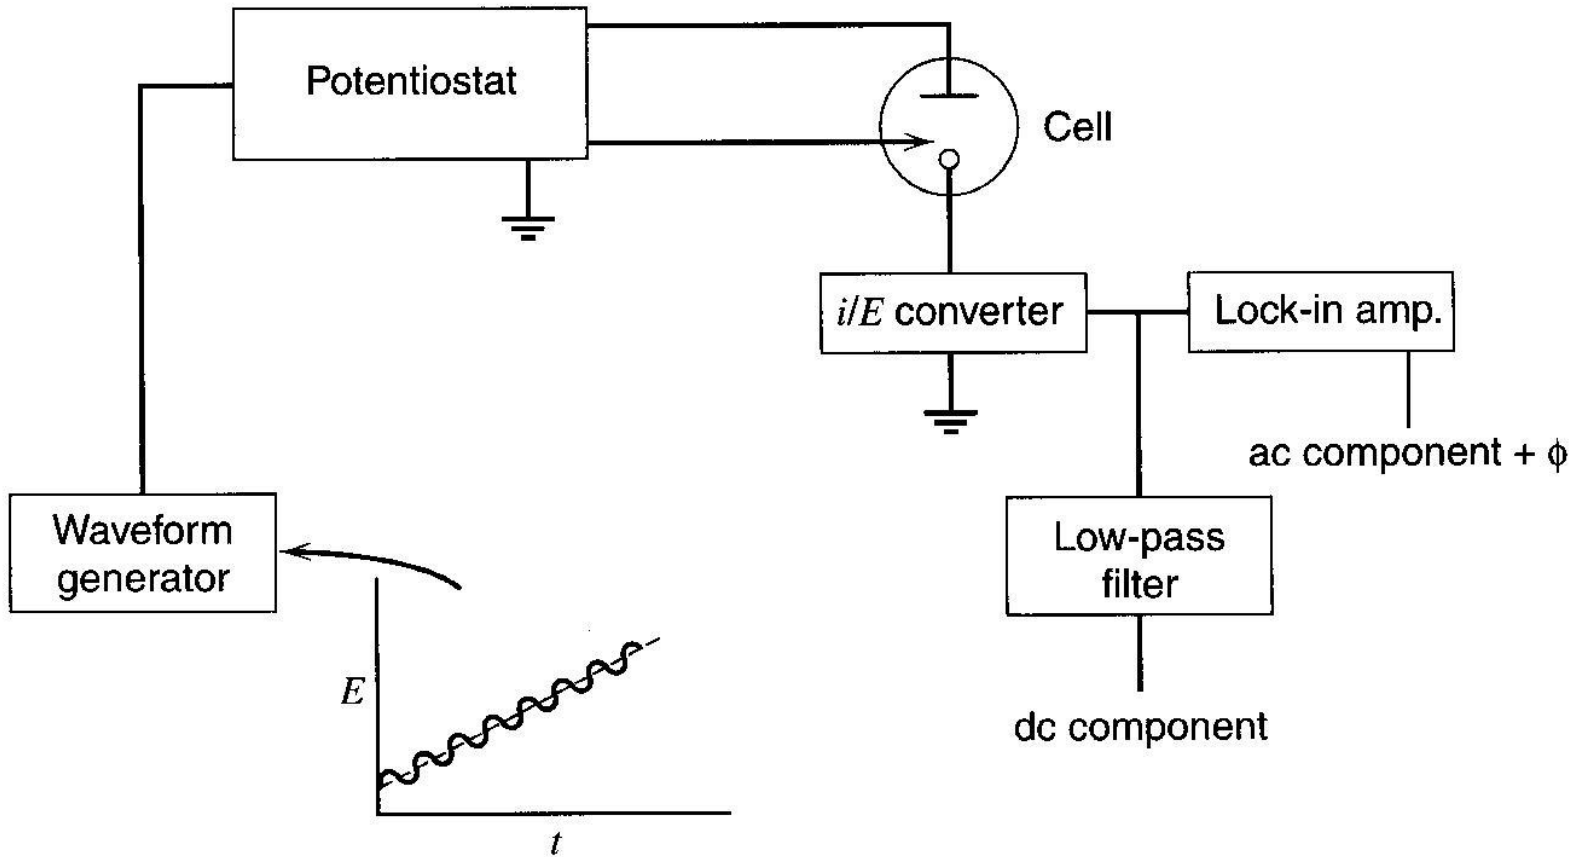 Potentiostat
Cell
i/E converter
Lock-in amp.
ac component + ϕ
Waveform
generator
Low-pass
filter
E
dc component
t